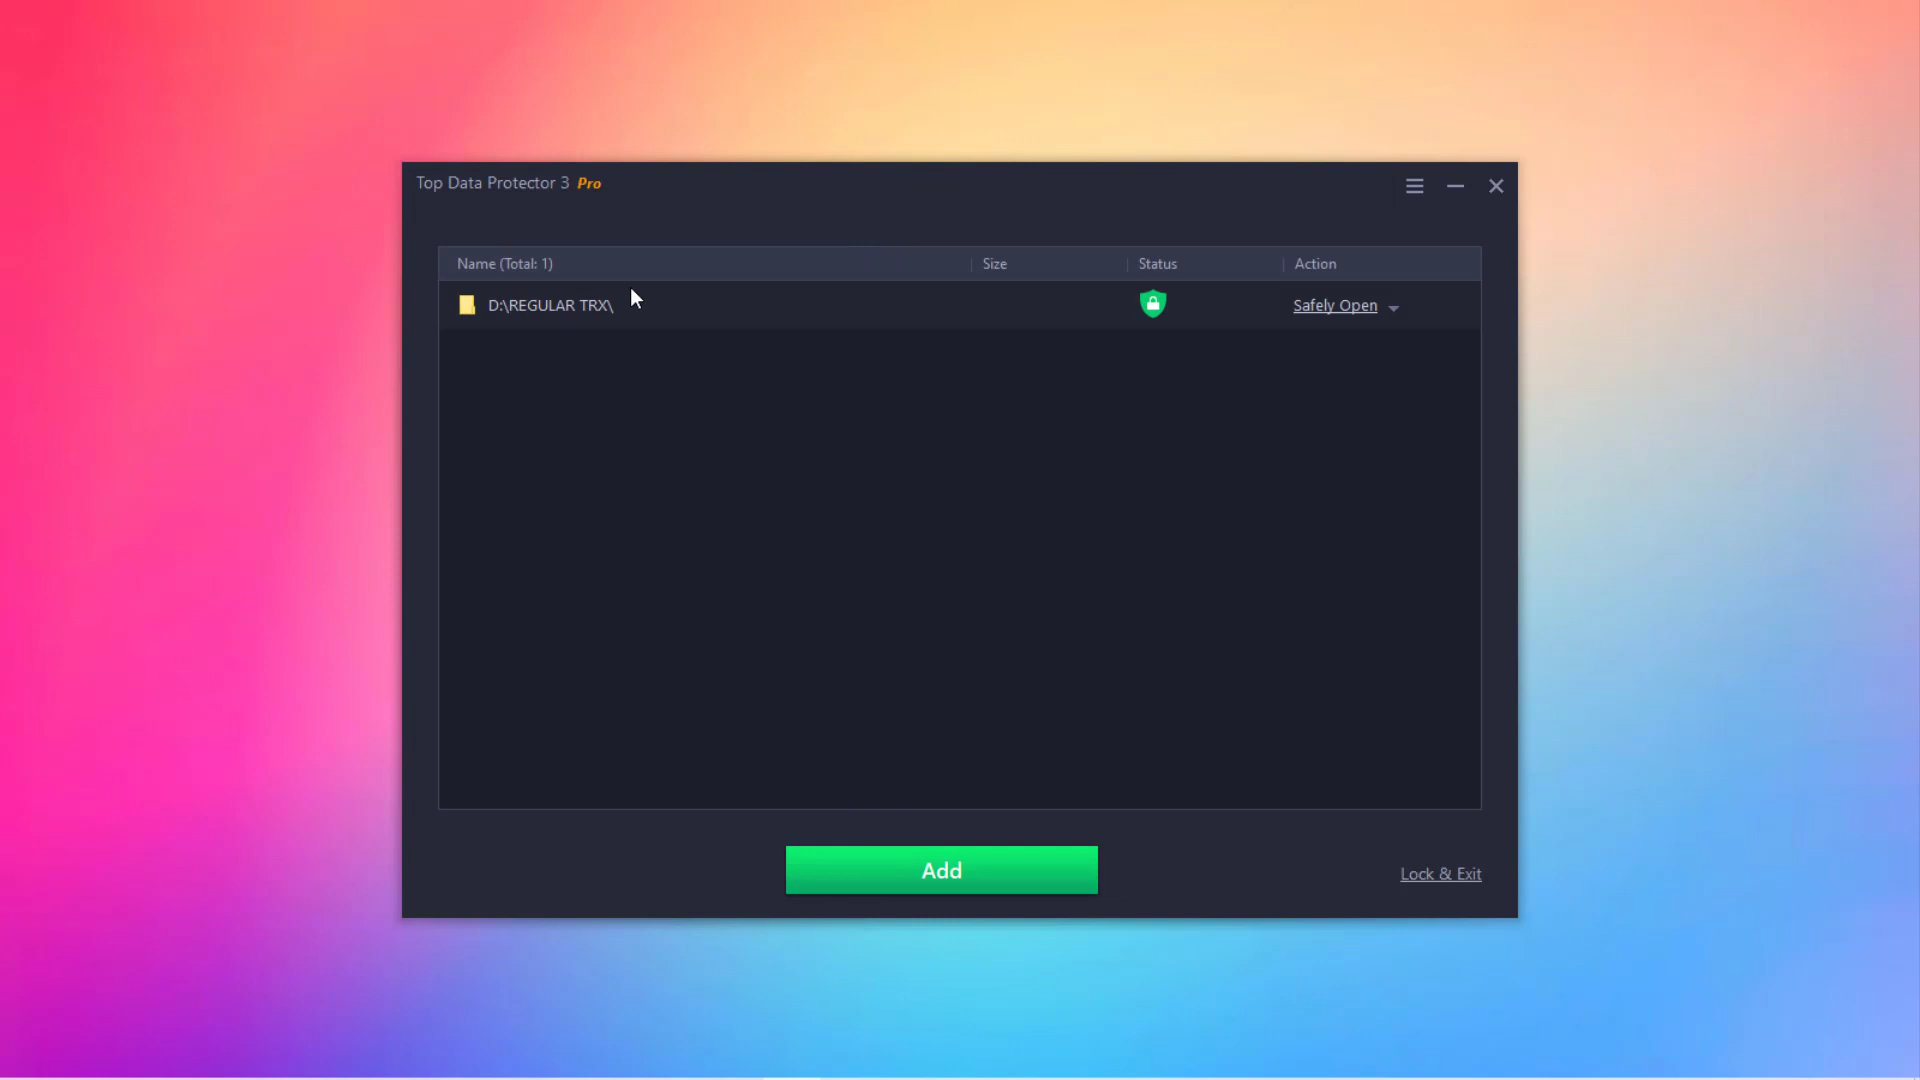 Top Data Protector 3 Pro
Name (Total: 1) Size Status Action
D:\REGULAR TRX\ Safely Open
Add
Lock & Exit